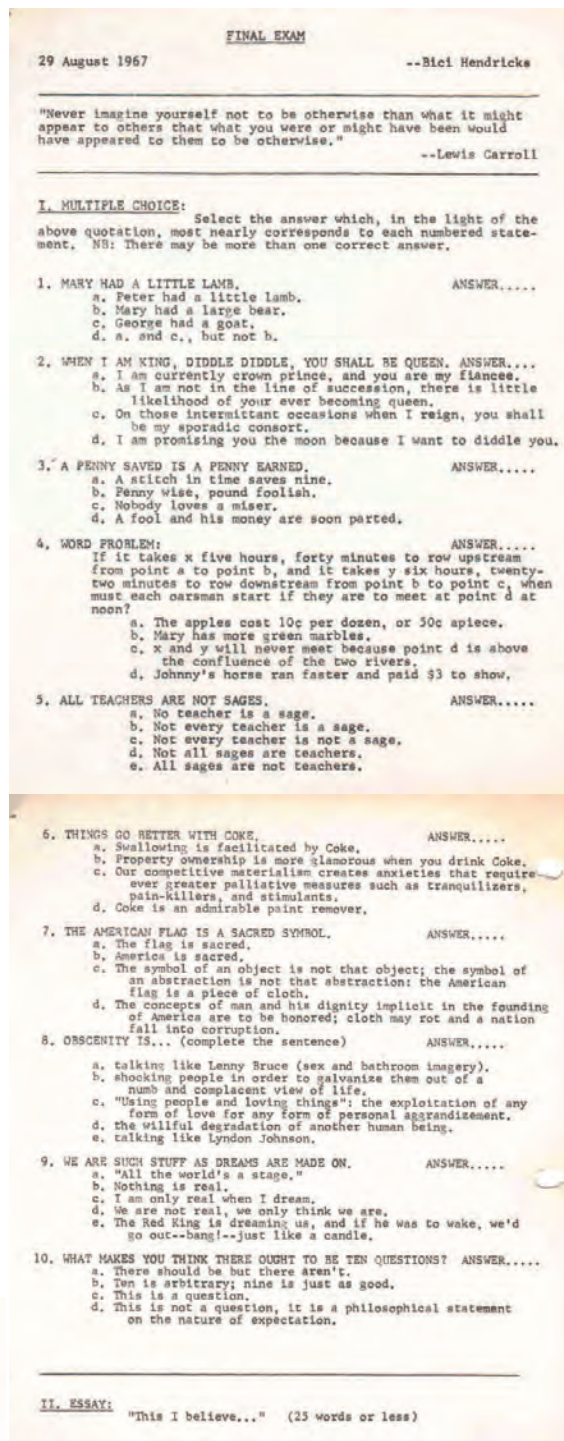 FINAL EXAM
29 August 1967 --Bici Hendricks
"Never imagine yourself not to be otherwise than what it might
appear to others that what you were or might have been would
have appeared to them to be otherwise."
--Lewis Carroll
I. MULTIPLE CHOICE:
Select the answer which, in the light of the
above quotation, most nearly corresponds to each numbered state-
ment. NB: There may be more than one correct answer.
1. MARY HAD A LITTLE LAMB. ANSWER.....
a. Peter had a little lamb.
b. Mary had a large bear.
c. George had a goat.
d. a. and c., but not b.
2. WHEN I AM KING, DIDDLE DIDDLE, YOU SHALL BE QUEEN. ANSWER....
a. I am currently crown prince, and you are my fiancee.
b. As I am not in the line of succession, there is little
likelihood of your ever becoming queen.
c. On those intermittant occasions when I reign, you shall
be my sporadic consort.
d. I am promising you the moon because I want to diddle you.
3. A PENNY SAVED IS A PENNY EARNED. ANSWER.....
a. A stitch in time saves nine.
b. Penny wise, pound foolish.
c. Nobody loves a miser.
d. A fool and his money are soon parted.
4. WORD PROBLEM: ANSWER.....
If it takes x five hours, forty minutes to row upstream
from point a to point b, and it takes y six hours, twenty-
two minutes to row downstream from point b to point c, when
must each oarsman start if they are to meet at point d at
noon?
a. The apples cost 10¢ per dozen, or 50¢ apiece.
b. Mary has more green marbles.
c. x and y will never meet because point d is above
the confluence of the two rivers.
d. Johnny's horse ran faster and paid $3 to show.
5. ALL TEACHERS ARE NOT SAGES. ANSWER.....
a. No teacher is a sage.
b. Not every teacher is a sage.
c. Not every teacher is not a sage.
d. Not all sages are teachers.
e. All sages are not teachers.
6. THINGS GO BETTER WITH COKE. ANSWER.....
a. Swallowing is facilitated by Coke.
b. Property ownership is more glamorous when you drink Coke.
c. Our competitive materialism creates anxieties that require
ever greater palliative measures such as tranquilizers,
pain-killers, and stimulants.
d. Coke is an admirable paint remover.
7. THE AMERICAN FLAG IS A SACRED SYMBOL. ANSWER.....
a. The flag is sacred.
b. America is sacred.
c. The symbol of an object is not that object; the symbol of
an abstraction is not that abstraction: the American
flag is a piece of cloth.
d. The concepts of man and his dignity implicit in the founding
of America are to be honored; cloth may rot and a nation
fall into corruption.
8. OBSCENITY IS... (complete the sentence) ANSWER.....
a. talking like Lenny Bruce (sex and bathroom imagery).
b. shocking people in order to galvanize them out of a
numb and complacent view of life.
c. "Using people and loving things": the exploitation of any
form of love for any form of personal aggrandizement.
d. the willful degradation of another human being.
e. talking like Lyndon Johnson.
9. WE ARE SUCH STUFF AS DREAMS ARE MADE ON. ANSWER.....
a. "All the world's a stage."
b. Nothing is real.
c. I am only real when I dream.
d. We are not real, we only think we are.
e. The Red King is dreaming us, and if he was to wake, we'd
go out--bang!--just like a candle.
10. WHAT MAKES YOU THINK THERE OUGHT TO BE TEN QUESTIONS? ANSWER.....
a. There should be but there aren't.
b. Ten is arbitrary; nine is just as good.
c. This is a question.
d. This is not a question, it is a philosophical statement
on the nature of expectation.
II. ESSAY:
"This I believe..." (25 words or less)